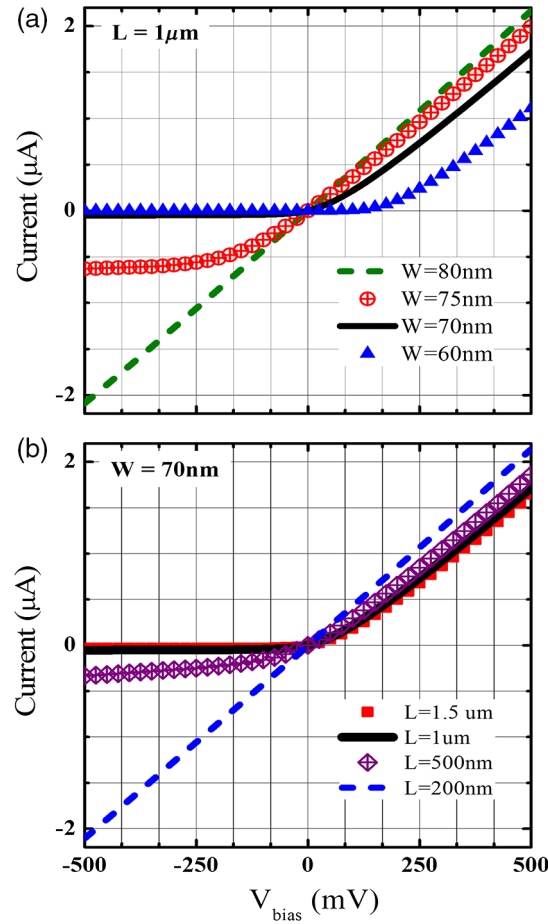 (a)
L = 1μm
2
0
-2
Current (μA)
W=80nm
W=75nm
W=70nm
W=60nm
(b)
W = 70nm
2
0
-2
Current (μA)
L=1.5 um
L=1um
L=500nm
L=200nm
-500 -250 0 250 500
V_bias (mV)